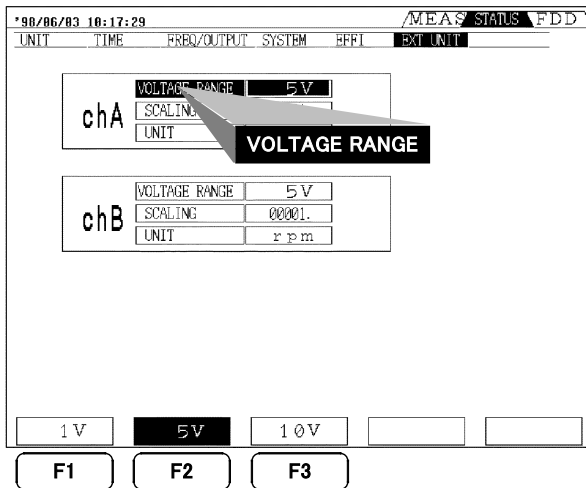 '98/06/03 10:17:29 MEAS STATUS FDD
UNIT TIME FREQ/OUTPUT SYSTEM EFFI EXT UNIT
VOLTAGE RANGE 5V
chA SCALING
UNIT
VOLTAGE RANGE
VOLTAGE RANGE 5V
chB SCALING 00001.
UNIT rpm
1V 5V 10V
F1 F2 F3